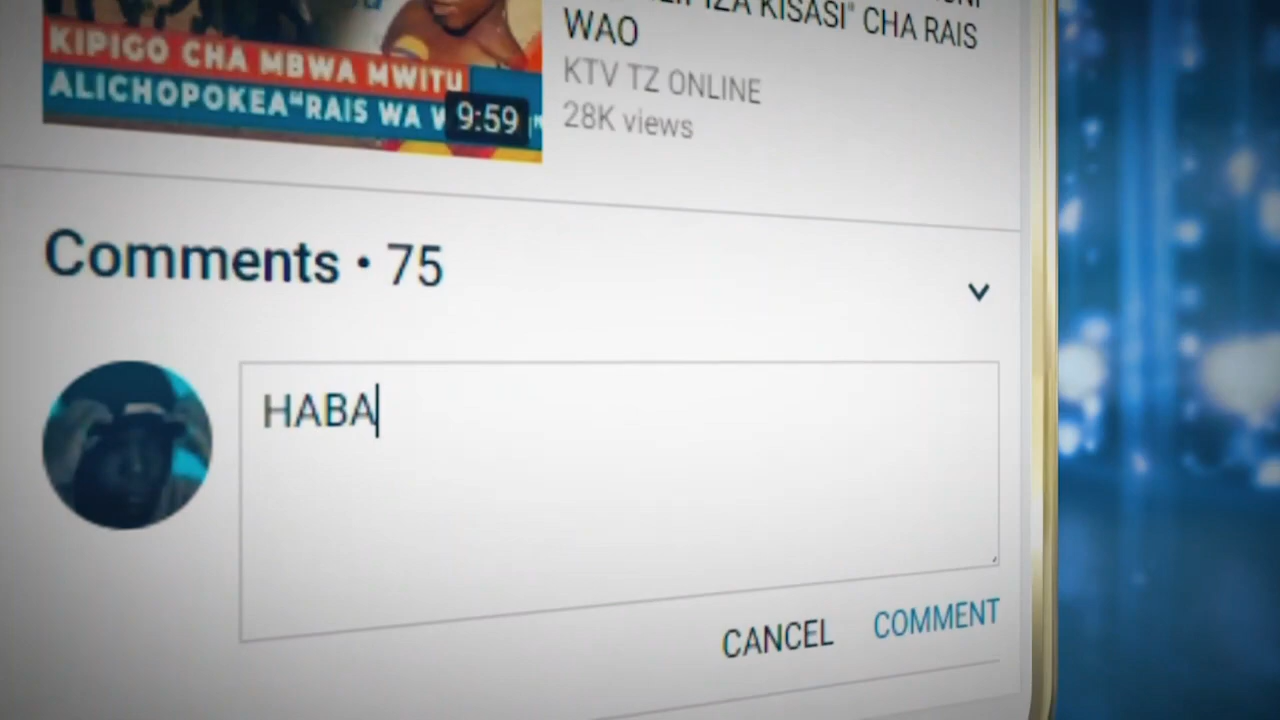 KISASI" CHA RAIS
WAO
KTV TZ ONLINE
28K views
KIPIGO CHA MBWA MWITU
ALICHOPOKEA"RAIS WA
9:59
Comments • 75
HABA
CANCEL
COMMENT